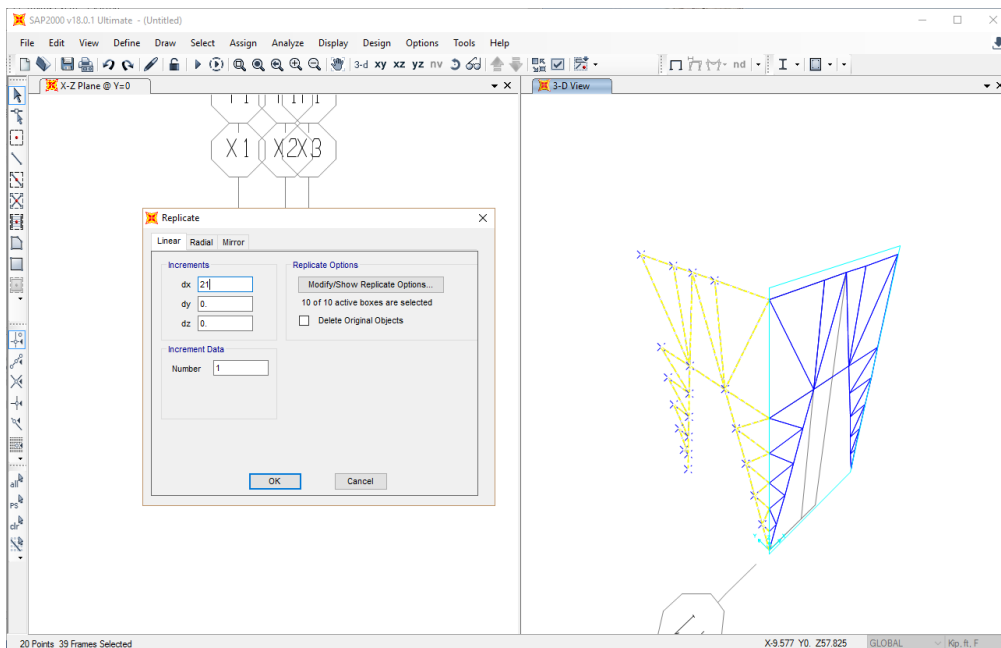 SAP2000 v18.0.1 Ultimate - (Untitled)
File Edit View Define Draw Select Assign Analyze Display Design Options Tools Help
3-d xy xz yz nv
nd
X-Z Plane @ Y=0
3-D View
X1 X2 X3
Replicate
Linear Radial Mirror
Increments
dx 21
dy 0.
dz 0.
Increment Data
Number 1
Replicate Options
Modify/Show Replicate Options...
10 of 10 active boxes are selected
Delete Original Objects
OK Cancel
all
ps
clr
20 Points 39 Frames Selected
X-9.577 Y0. Z57.825
GLOBAL
Kip, ft, F